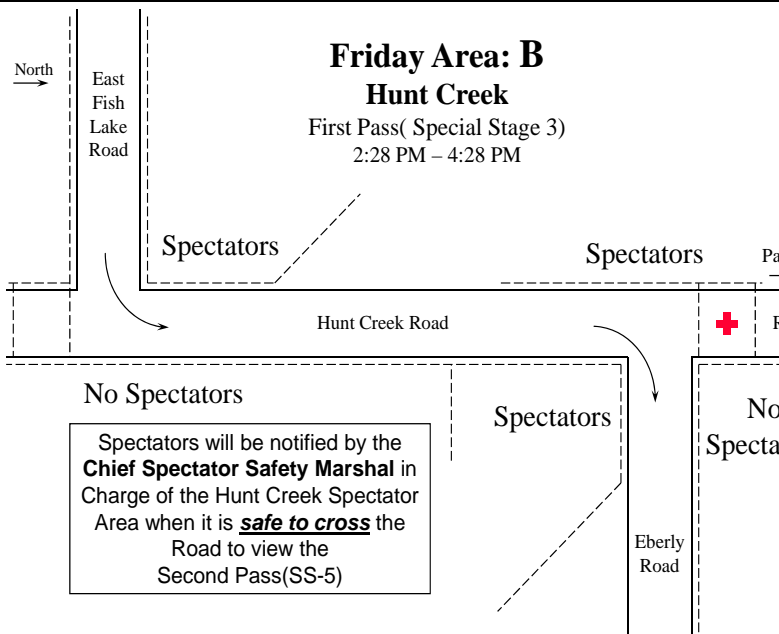 Friday Area: B
Hunt Creek
First Pass( Special Stage 3)
2:28 PM – 4:28 PM
North
East
Fish
Lake
Road
Spectators
Spectators
Pa
Hunt Creek Road
R
No Spectators
Spectators
No
Specta
Spectators will be notified by the
Chief Spectator Safety Marshal in
Charge of the Hunt Creek Spectator
Area when it is safe to cross the
Road to view the
Second Pass(SS-5)
Eberly
Road